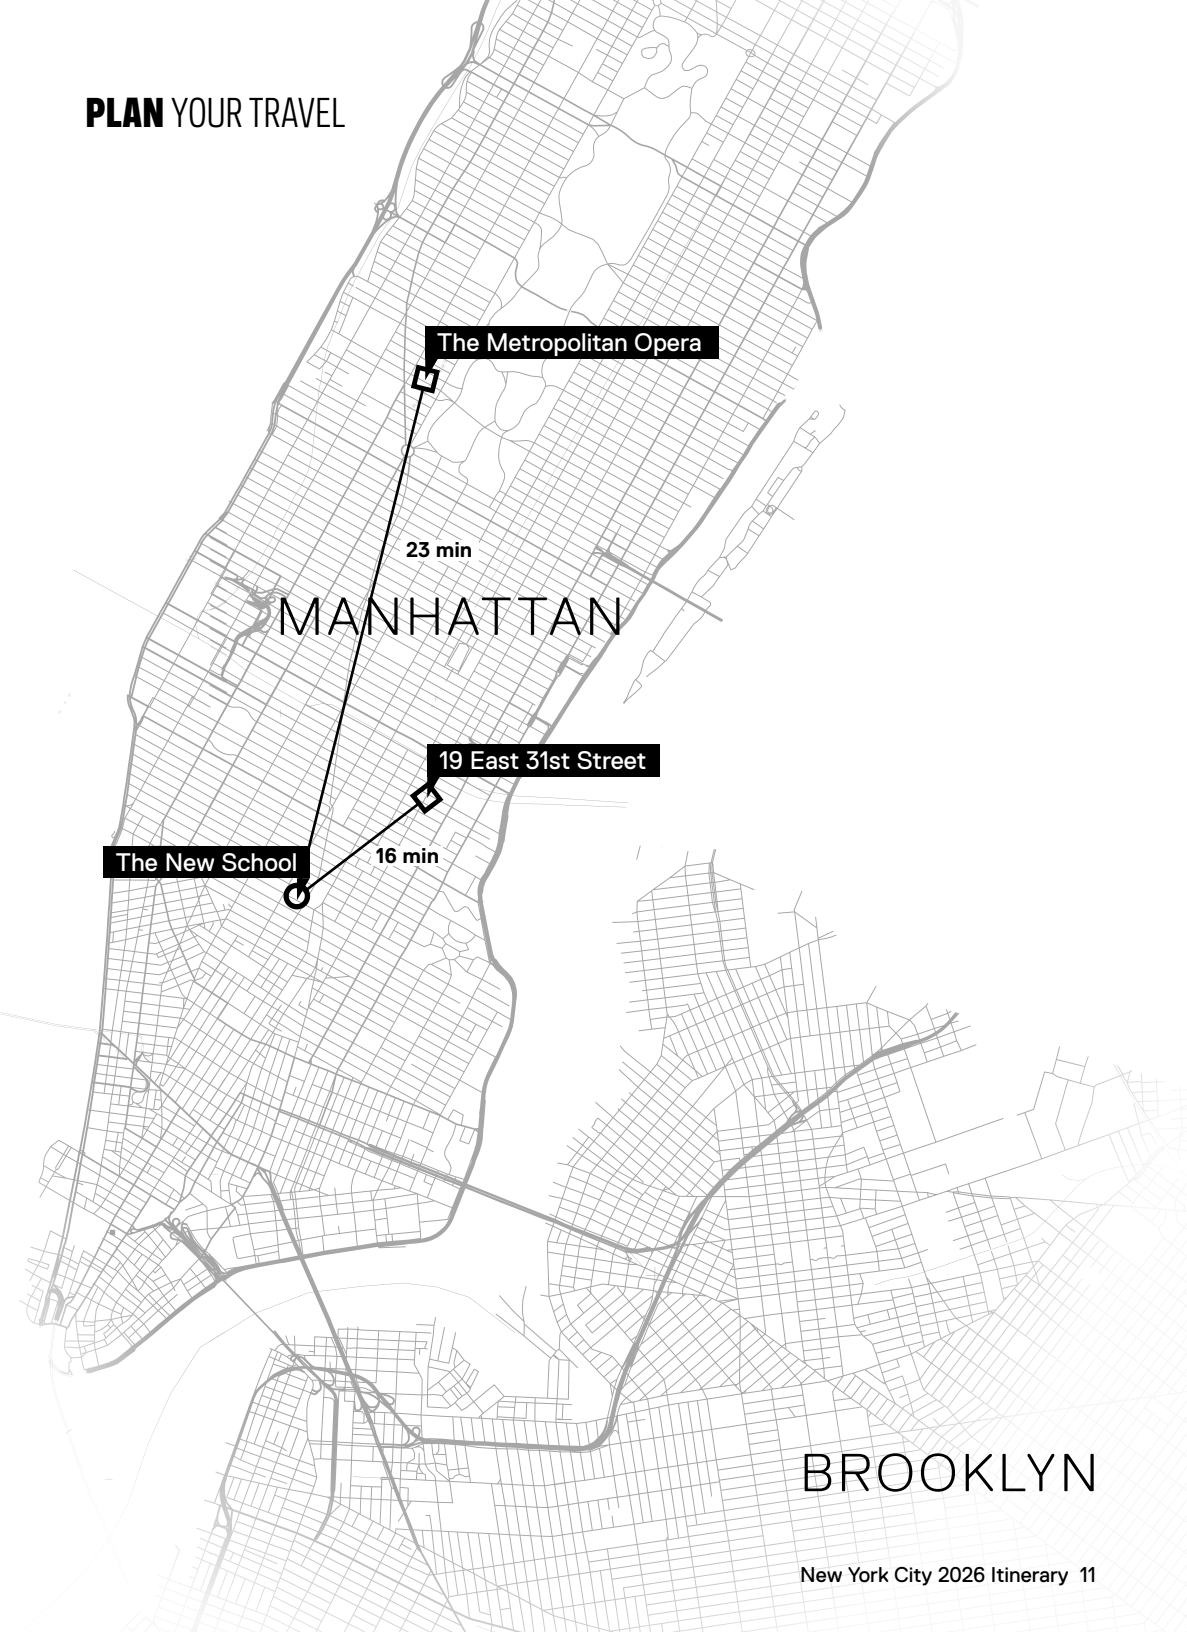 PLAN YOUR TRAVEL
The Metropolitan Opera
23 min
MANHATTAN
19 East 31st Street
16 min
The New School
BROOKLYN
New York City 2026 Itinerary 11